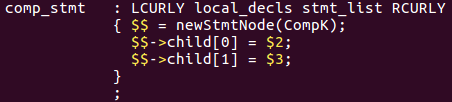 comp_stmt : LCURLY local_decls stmt_list RCURLY
{ $$ = newStmtNode(CompK);
$$->child[0] = $2;
$$->child[1] = $3;
}
;